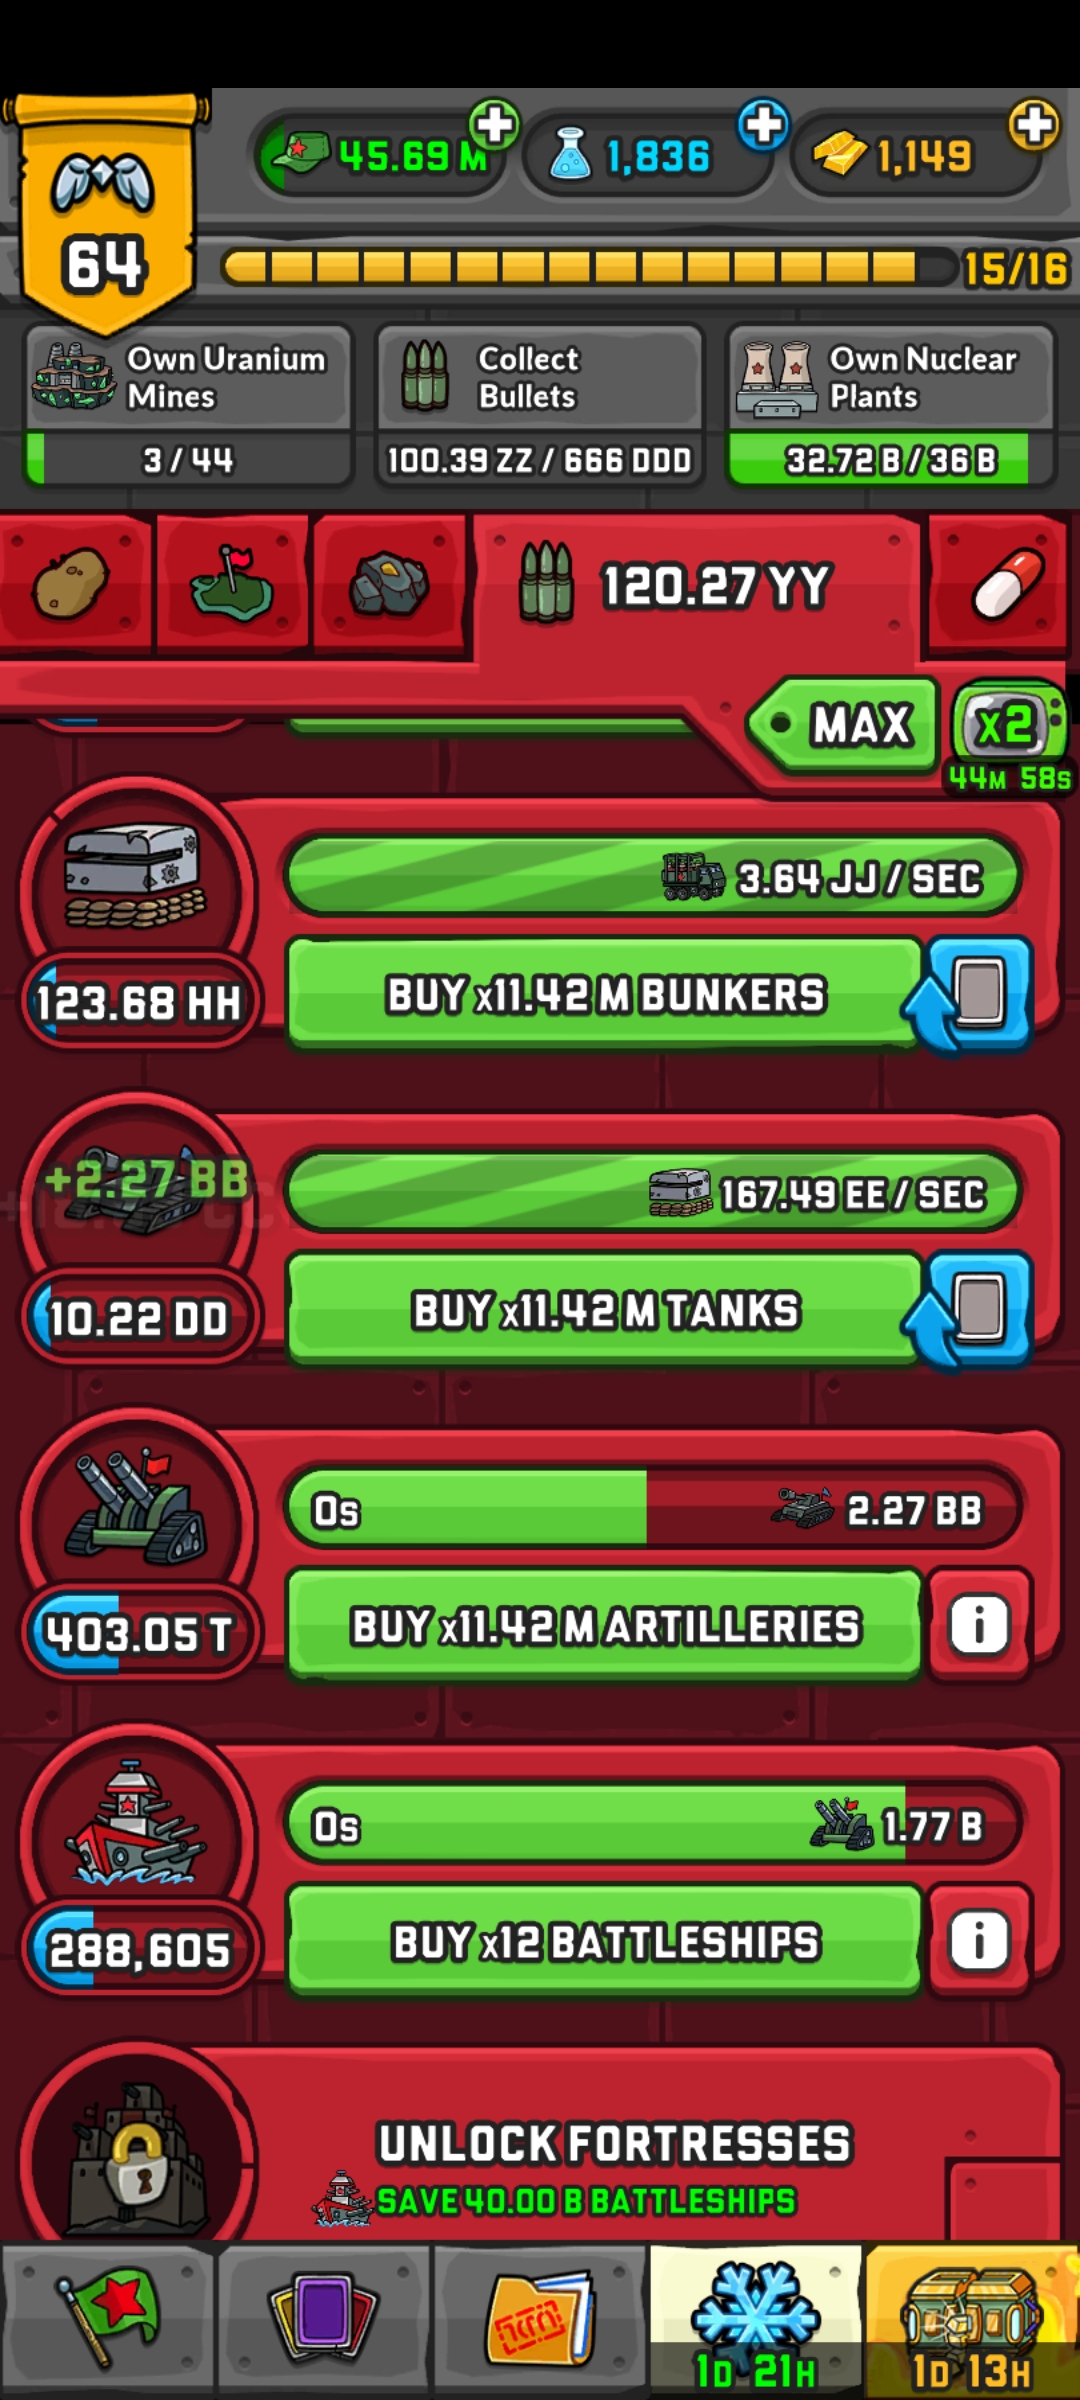 45.69 M
1,836
1,149
64
15/16
Own Uranium
Mines
3 / 44
Collect
Bullets
100.39 ZZ / 666 DDD
Own Nuclear
Plants
32.72 B / 36 B
120.27 YY
MAX
x2
44M 58S
3.64 JJ / SEC
123.68 HH
BUY x11.42 M BUNKERS
+2.27 BB
167.49 EE / SEC
10.22 DD
BUY x11.42 M TANKS
0s
2.27 BB
403.05 T
BUY x11.42 M ARTILLERIES
i
0s
1.77 B
288,605
BUY x12 BATTLESHIPS
i
UNLOCK FORTRESSES
SAVE 40.00 B BATTLESHIPS
1D 21H
1D 13H